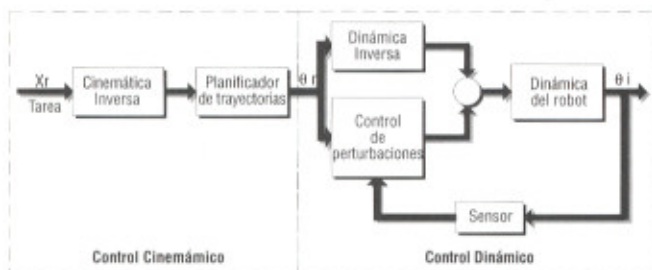 Xr
Tarea
Cinemática
Inversa
Planificador
de trayectorias
θ r
Dinámica
Inversa
Control
de
perturbaciones
Dinámica
del robot
θ i
Sensor
Control Cinemámico
Control Dinámico